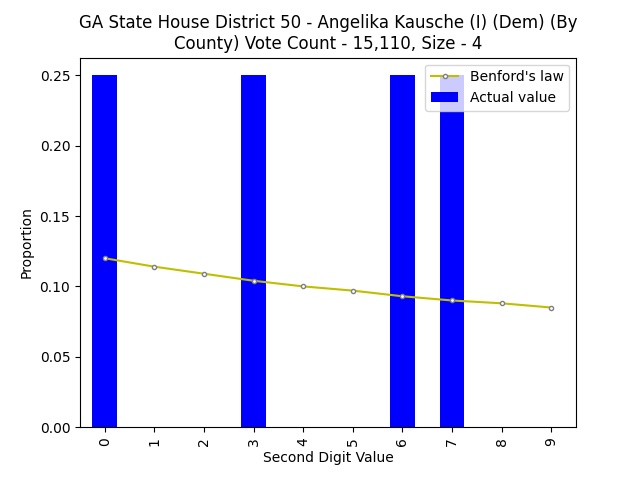 GA State House District 50 - Angelika Kausche (I) (Dem) (By
County) Vote Count - 15,110, Size - 4
Benford's law
Actual value
0.25
0.20
0.15
0.10
0.05
0.00
Proportion
0 1 2 3 4 5 6 7 8 9
Second Digit Value